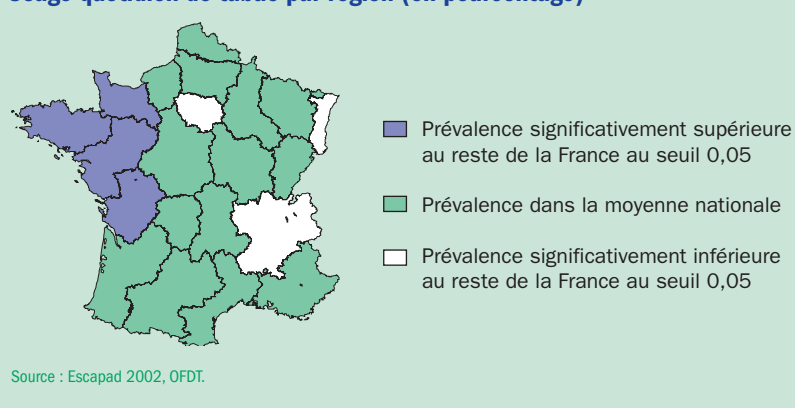 Usage quotidien de tabac par région (en pourcentage)
Prévalence significativement supérieure
au reste de la France au seuil 0,05
Prévalence dans la moyenne nationale
Prévalence significativement inférieure
au reste de la France au seuil 0,05
Source : Escapad 2002, OFDT.